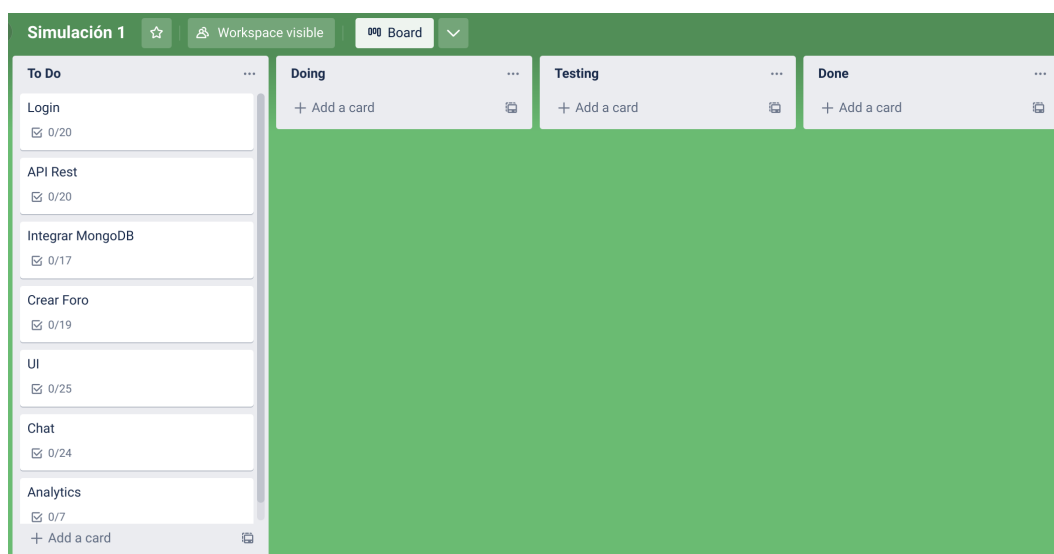 Simulación 1
Workspace visible
Board
To Do
Login
0/20
API Rest
0/20
Integrar MongoDB
0/17
Crear Foro
0/19
UI
0/25
Chat
0/24
Analytics
0/7
+ Add a card
Doing
+ Add a card
Testing
+ Add a card
Done
+ Add a card